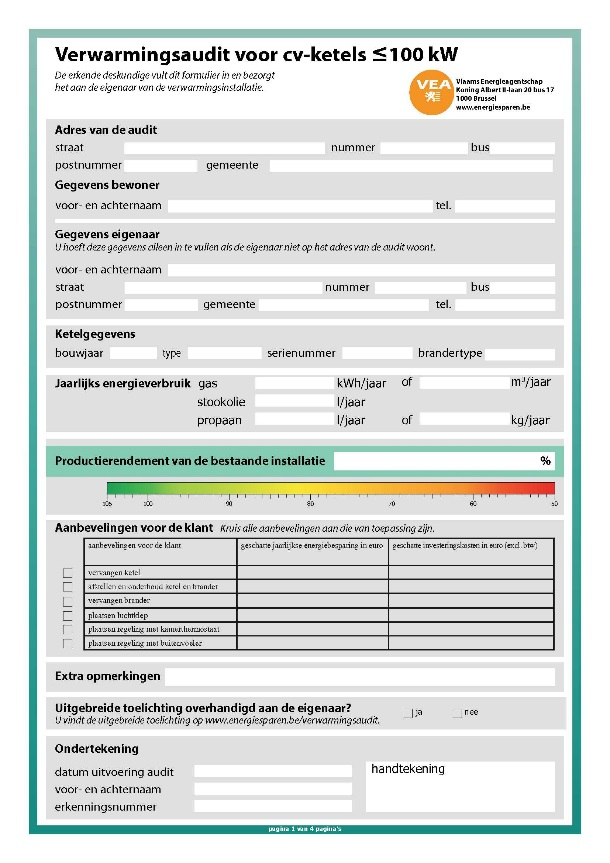 Verwarmingsaudit voor cv-ketels ≤100 kW
De erkende deskundige vult dit formulier in en bezorgt
het aan de eigenaar van de verwarmingsinstallatie.
VEA
Vlaams Energieagentschap
Koning Albert II-laan 20 bus 17
1000 Brussel
www.energiesparen.be
Adres van de audit
straat nummer bus
postnummer gemeente
Gegevens bewoner
voor- en achternaam tel.
Gegevens eigenaar
U hoeft deze gegevens alleen in te vullen als de eigenaar niet op het adres van de audit woont.
voor- en achternaam
straat nummer bus
postnummer gemeente tel.
Ketelgegevens
bouwjaar type serienummer brandertype
Jaarlijks energieverbruik gas kWh/jaar of m³/jaar
stookolie l/jaar
propaan l/jaar of kg/jaar
Productierendement van de bestaande installatie %
105 100 90 80 70 60 50
Aanbevelingen voor de klant Kruis alle aanbevelingen aan die van toepassing zijn.
aanbevelingen voor de klant geschatte jaarlijkse energiebesparing in euro geschatte investeringskosten in euro (excl. btw)
vervangen ketel
afstellen en onderhoud ketel en brander
vervangen brander
plaatsen luchtklep
plaatsen regeling met kamerthermostaat
plaatsen regeling met buitenvoeler
Extra opmerkingen
Uitgebreide toelichting overhandigd aan de eigenaar? ja nee
U vindt de uitgebreide toelichting op www.energiesparen.be/verwarmingsaudit.
Ondertekening
datum uitvoering audit handtekening
voor- en achternaam
erkenningsnummer
pagina 1 van 4 pagina's